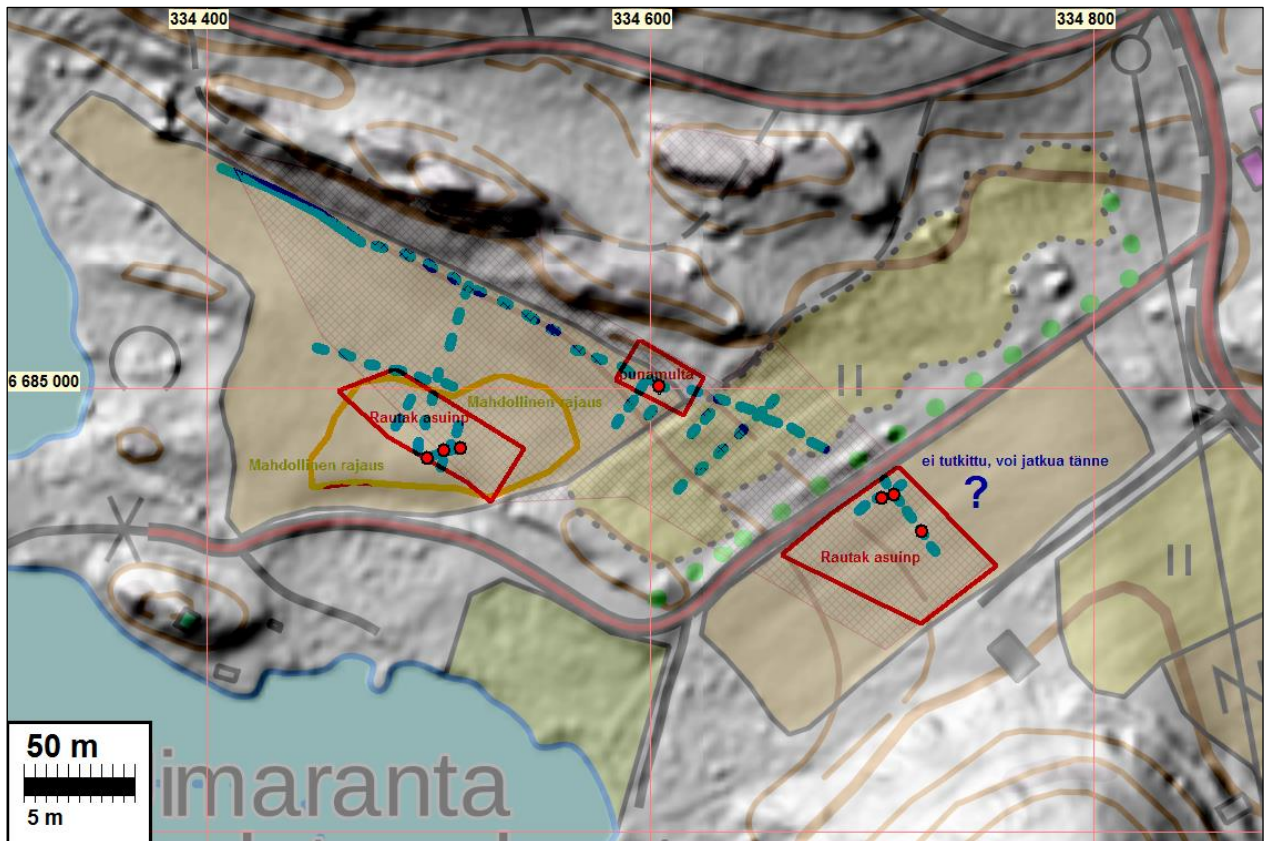 334 400
334 600
334 800
6 685 000
punamulta
Mahdollinen rajaus
Rautak asuinp
Mahdollinen rajaus
ei tutkittu, voi jatkua tänne
?
Rautak asuinp
50 m
5 m
imaranta